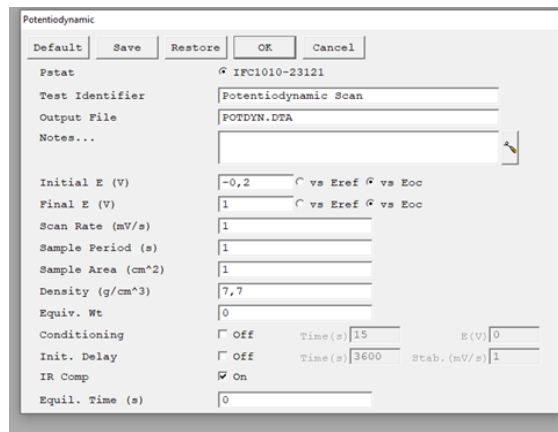 Potentiodynamic
Default Save Restore OK Cancel
Pstat IFC1010-23121
Test Identifier Potentiodynamic Scan
Output File POTDYN.DTA
Notes...
Initial E (V) -0,2 vs Eref vs Eoc
Final E (V) 1 vs Eref vs Eoc
Scan Rate (mV/s) 1
Sample Period (s) 1
Sample Area (cm^2) 1
Density (g/cm^3) 7,7
Equiv. Wt 0
Conditioning Off Time(s) 15 E(V) 0
Init. Delay Off Time(s) 3600 Stab.(mV/s) 1
IR Comp On
Equil. Time (s) 0